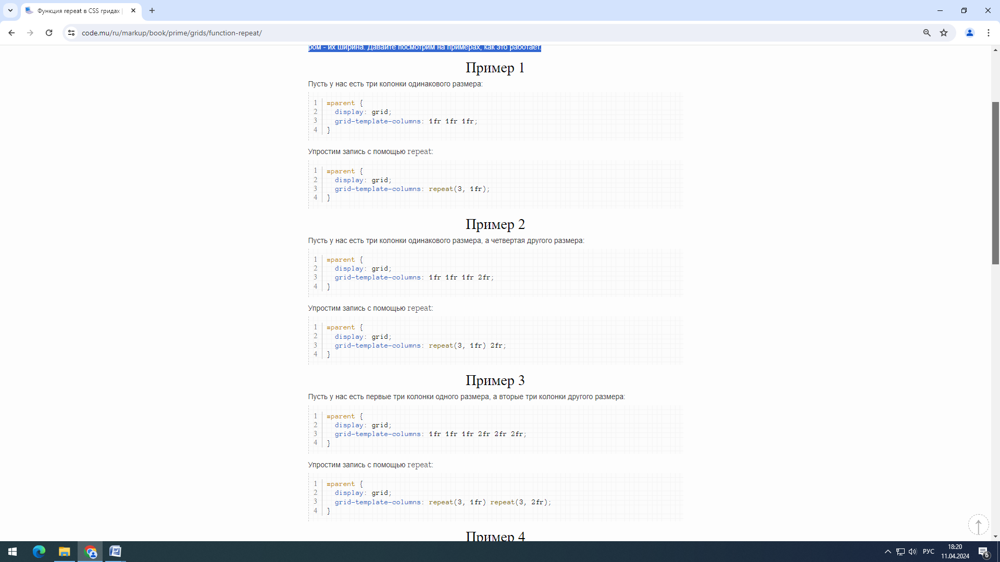 Функция repeat в CSS гридах |
code.mu/ru/markup/book/prime/grids/function-repeat/
ром - их ширина. Давайте посмотрим на примерах, как это работает.
Пример 1
Пусть у нас есть три колонки одинакового размера:
1 #parent {
2 display: grid;
3 grid-template-columns: 1fr 1fr 1fr;
4 }
Упростим запись с помощью repeat:
1 #parent {
2 display: grid;
3 grid-template-columns: repeat(3, 1fr);
4 }
Пример 2
Пусть у нас есть три колонки одинакового размера, а четвертая другого размера:
1 #parent {
2 display: grid;
3 grid-template-columns: 1fr 1fr 1fr 2fr;
4 }
Упростим запись с помощью repeat:
1 #parent {
2 display: grid;
3 grid-template-columns: repeat(3, 1fr) 2fr;
4 }
Пример 3
Пусть у нас есть первые три колонки одного размера, а вторые три колонки другого размера:
1 #parent {
2 display: grid;
3 grid-template-columns: 1fr 1fr 1fr 2fr 2fr 2fr;
4 }
Упростим запись с помощью repeat:
1 #parent {
2 display: grid;
3 grid-template-columns: repeat(3, 1fr) repeat(3, 2fr);
4 }
Пример 4
РУС
18:20
11.04.2024
6